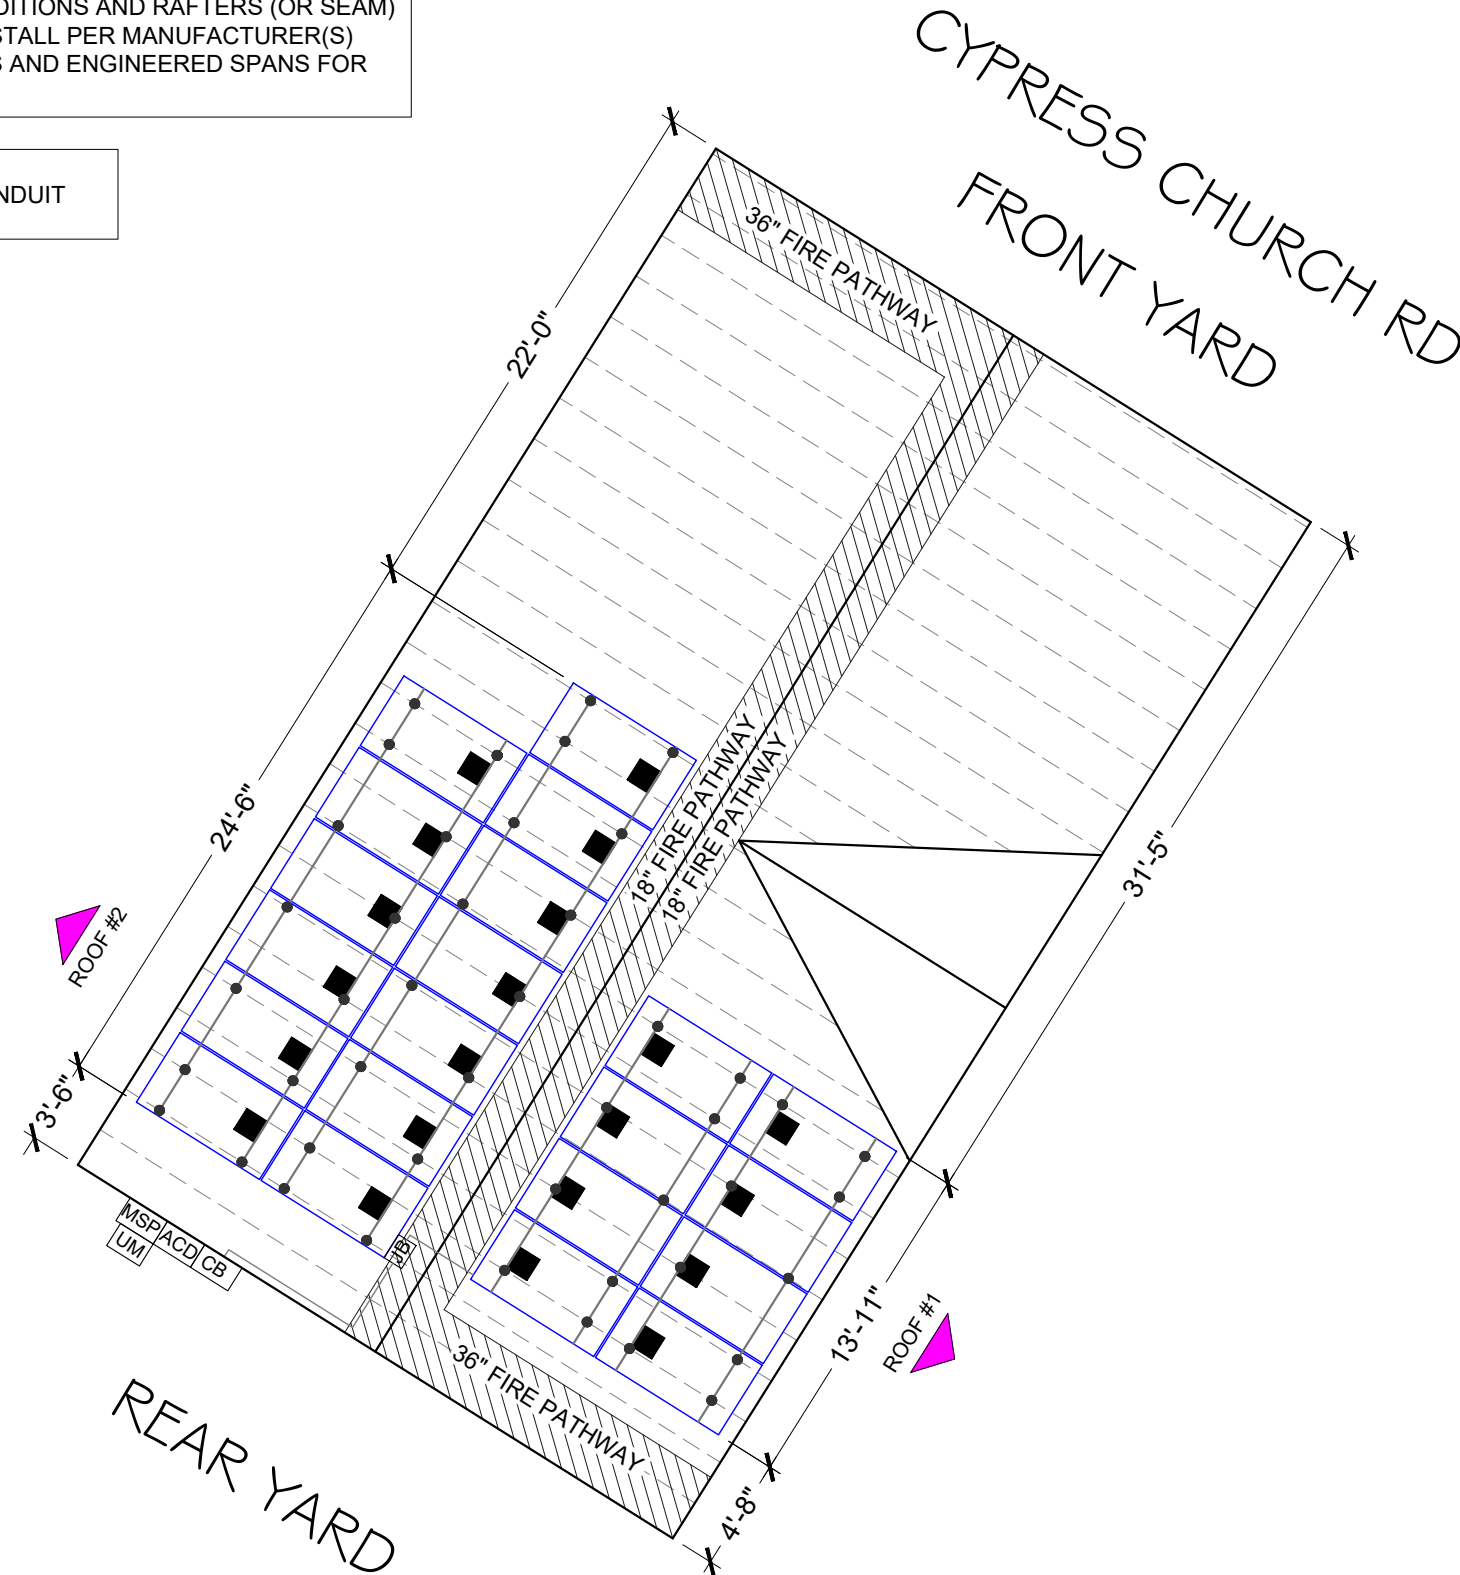 DITIONS AND RAFTERS (OR SEAM)
STALL PER MANUFACTURER(S)
S AND ENGINEERED SPANS FOR
NDUIT
CYPRESS CHURCH RD
FRONT YARD
36" FIRE PATHWAY
22'-0"
24'-6"
31'-5"
18" FIRE PATHWAY
18" FIRE PATHWAY
ROOF #2
3'-6"
MSP
ACD
CB
UM
JB
13'-11"
ROOF #1
36" FIRE PATHWAY
4'-8"
REAR YARD